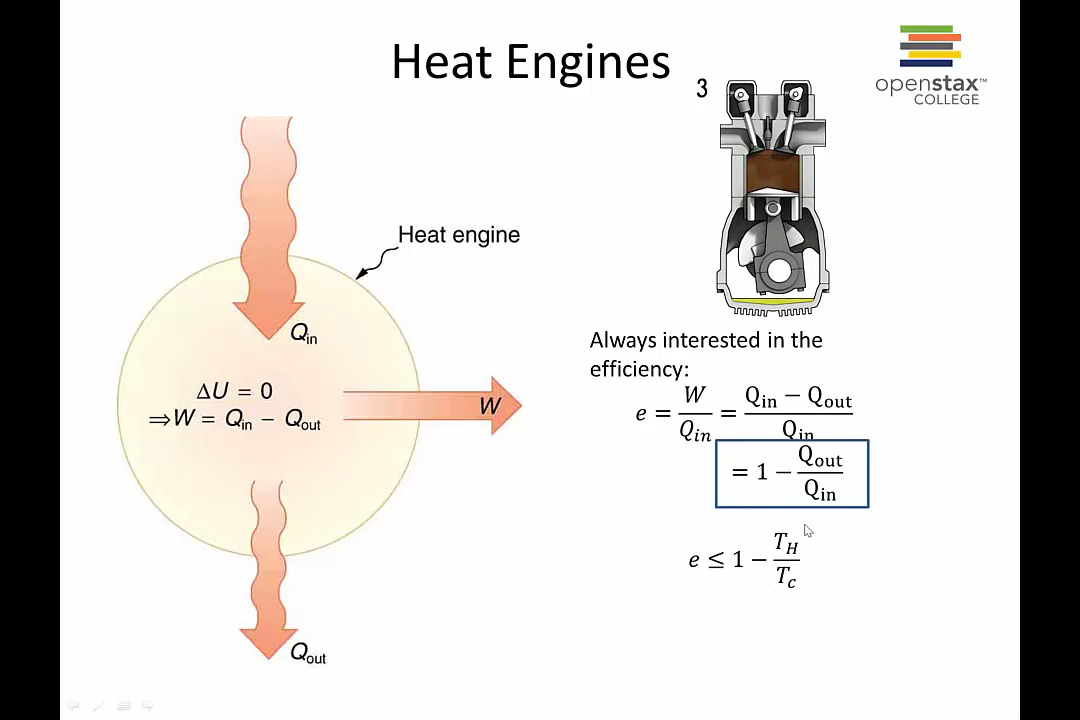 Heat Engines
openstax™
COLLEGE
3
Heat engine
Q_in
ΔU = 0
⇒W = Q_in − Q_out
W
Q_out
Always interested in the
efficiency:
e = W/Q_in = (Q_in − Q_out)/Q_in
= 1 − Q_out/Q_in
e ≤ 1 − T_H/T_c